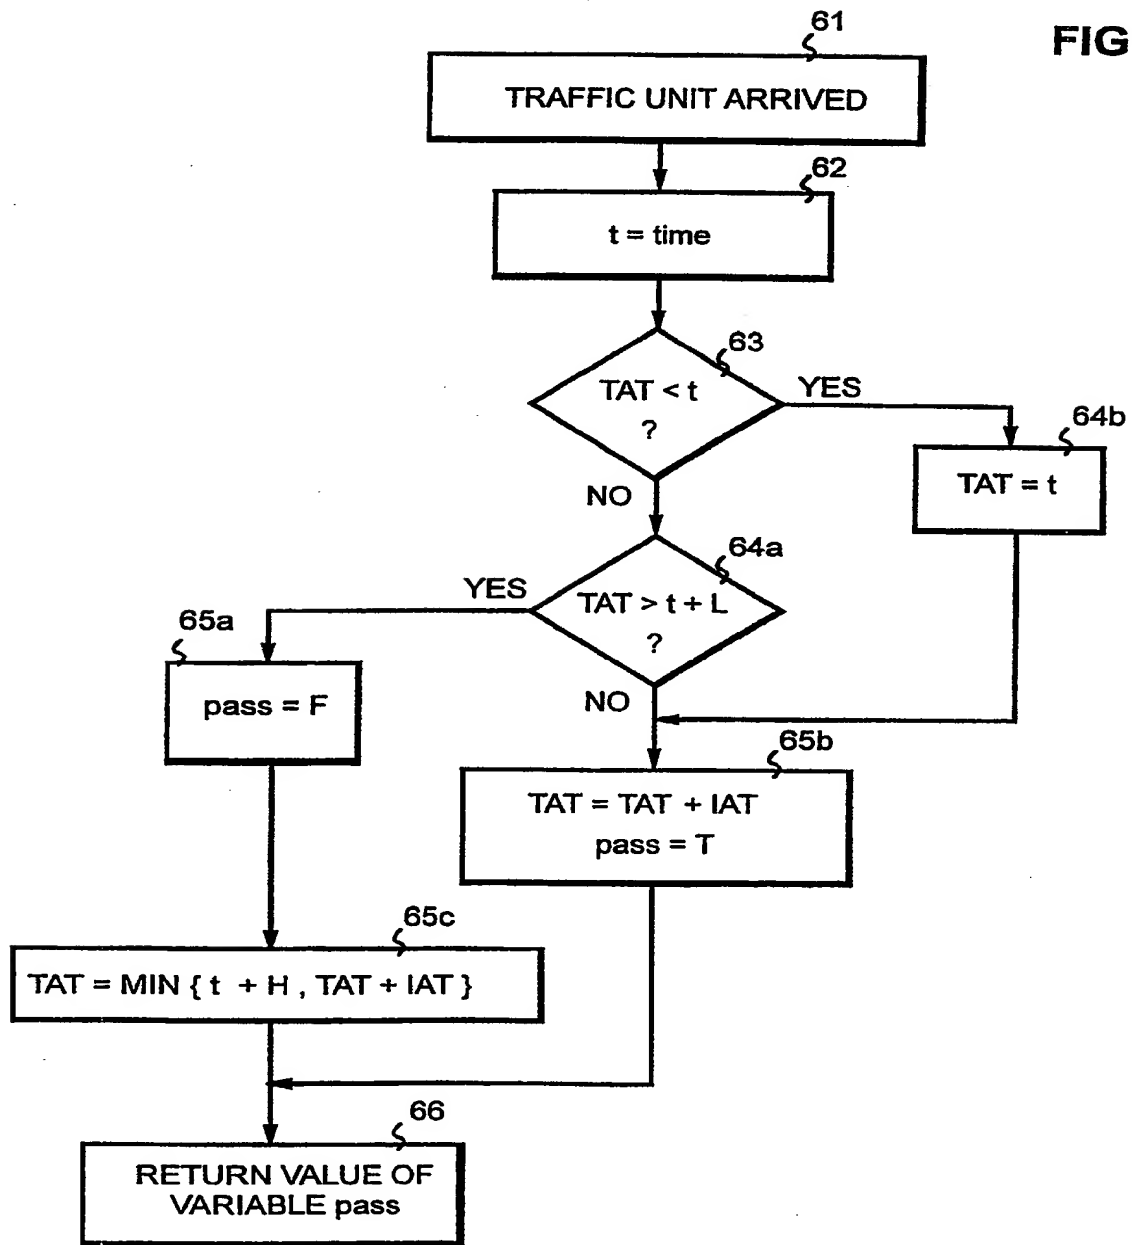 FIG
61
TRAFFIC UNIT ARRIVED
62
t = time
63
TAT < t
?
YES
64b
TAT = t
NO
64a
TAT > t + L
?
YES
65a
pass = F
NO
65b
TAT = TAT + IAT
pass = T
65c
TAT = MIN { t + H , TAT + IAT }
66
RETURN VALUE OF
VARIABLE pass